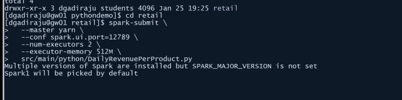 total 4
drwxr-xr-x 3 dgadiraju students 4096 Jan 25 19:25 retail
[dgadiraju@gw01 pythondemo]$ cd retail
[dgadiraju@gw01 retail]$ spark-submit \
>   --master yarn \
>   --conf spark.ui.port=12789 \
>   --num-executors 2 \
>   --executor-memory 512M \
>   src/main/python/DailyRevenuePerProduct.py
Multiple versions of Spark are installed but SPARK_MAJOR_VERSION is not set
Spark1 will be picked by default